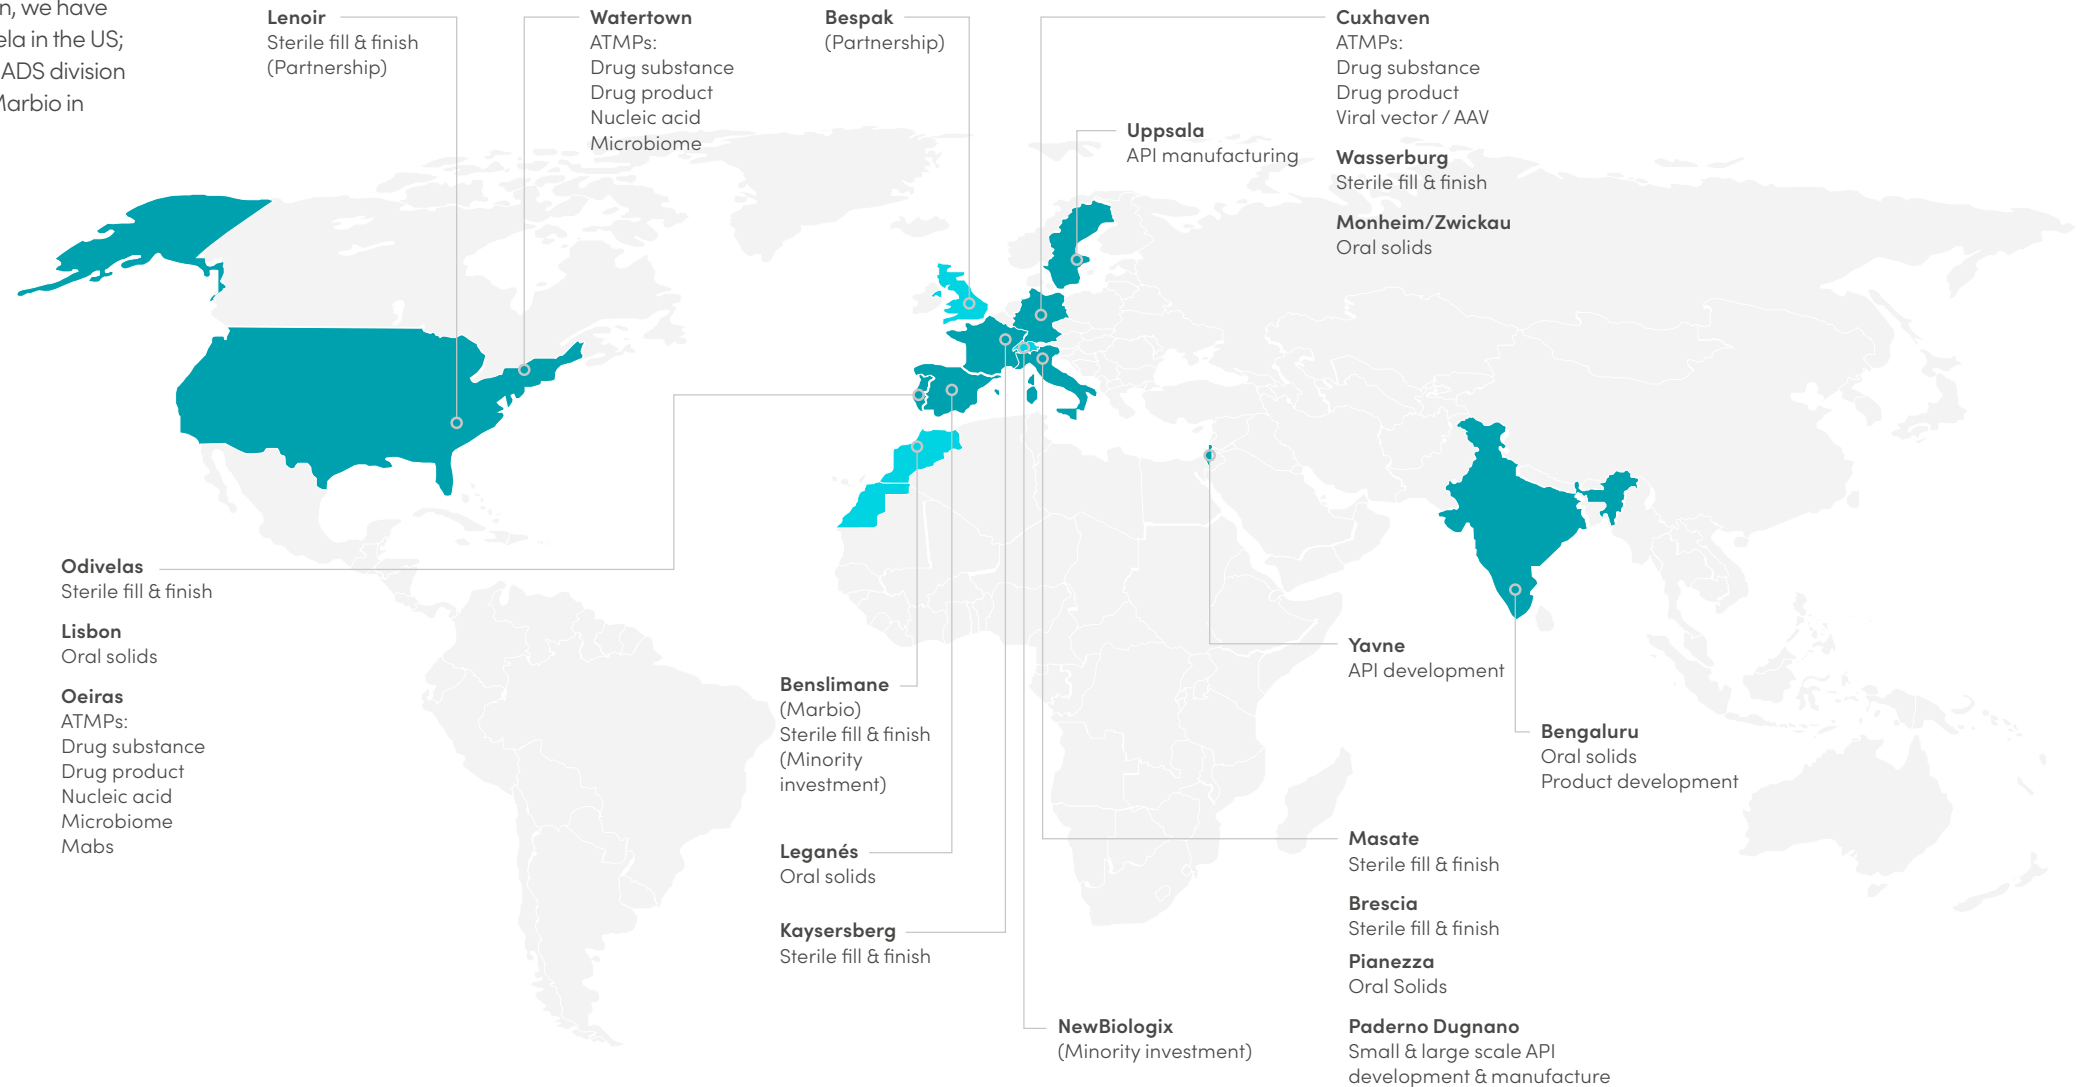 n, we have
ela in the US;
ADS division
Marbio in
Lenoir
Sterile fill & finish
(Partnership)
Watertown
ATMPs:
Drug substance
Drug product
Nucleic acid
Microbiome
Bespak
(Partnership)
Uppsala
API manufacturing
Cuxhaven
ATMPs:
Drug substance
Drug product
Viral vector / AAV
Wasserburg
Sterile fill & finish
Monheim/Zwickau
Oral solids
Odivelas
Sterile fill & finish
Lisbon
Oral solids
Oeiras
ATMPs:
Drug substance
Drug product
Nucleic acid
Microbiome
Mabs
Benslimane
(Marbio)
Sterile fill & finish
(Minority
investment)
Leganés
Oral solids
Kaysersberg
Sterile fill & finish
NewBiologix
(Minority investment)
Yavne
API development
Bengaluru
Oral solids
Product development
Masate
Sterile fill & finish
Brescia
Sterile fill & finish
Pianezza
Oral Solids
Paderno Dugnano
Small & large scale API
development & manufacture